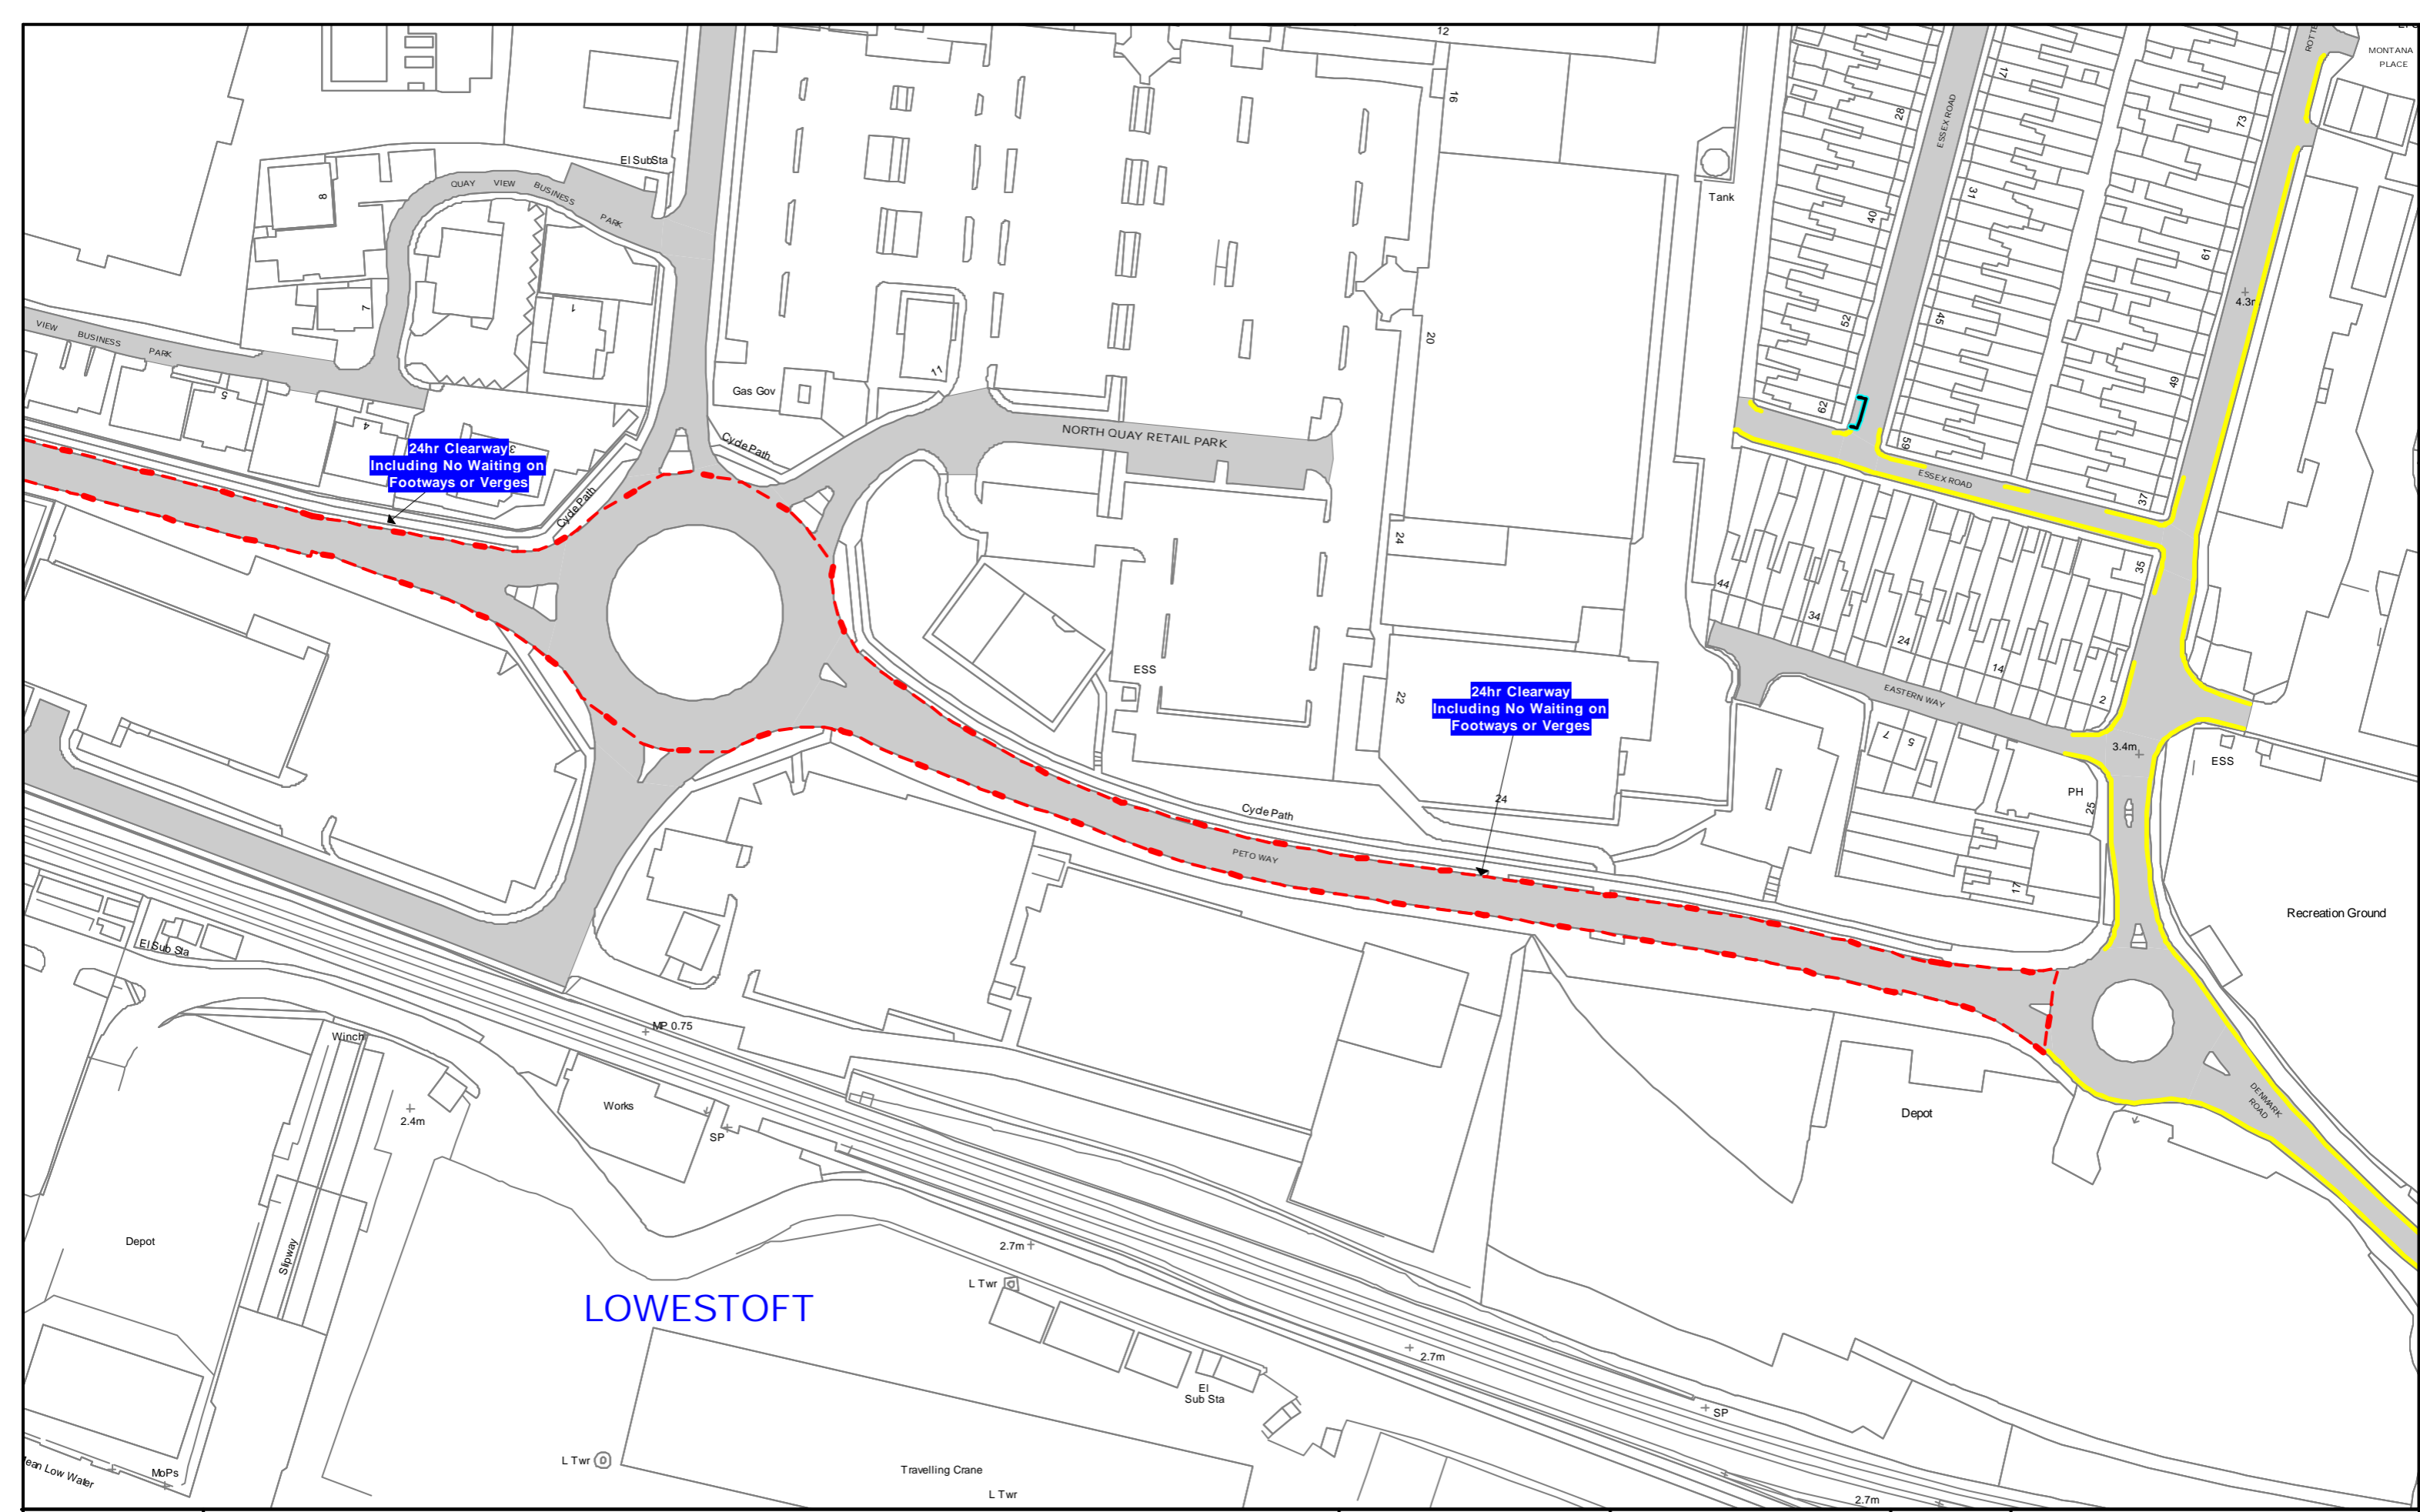 12
ROTTE
MONTANA
PLACE
16
17
28
ESSEX ROAD
73
El SubSta
QUAY VIEW BUSINESS PARK
8
Tank
31
40
61
7
1
4.3m
VIEW BUSINESS PARK
20
52
45
11
Gas Gov
49
5
62
4
NORTH QUAY RETAIL PARK
Cycle Path
59
3
24hr Clearway
Including No Waiting on
Footways or Verges
ESSEX ROAD
37
Cycle Path
24
35
44
34
24
14
2
ESS
22
EASTERN WAY
24hr Clearway
Including No Waiting on
Footways or Verges
7
5
3.4m
ESS
PH
25
24
Cycle Path
PETO WAY
17
Recreation Ground
El Sub Sta
MP 0.75
Winch
Works
2.4m
SP
Depot
DENMARK
ROAD
Depot
Slipway
2.7m
L Twr
LOWESTOFT
2.7m
El
Sub Sta
SP
L Twr
Travelling Crane
MoPs
ean Low Water
L Twr
2.7m